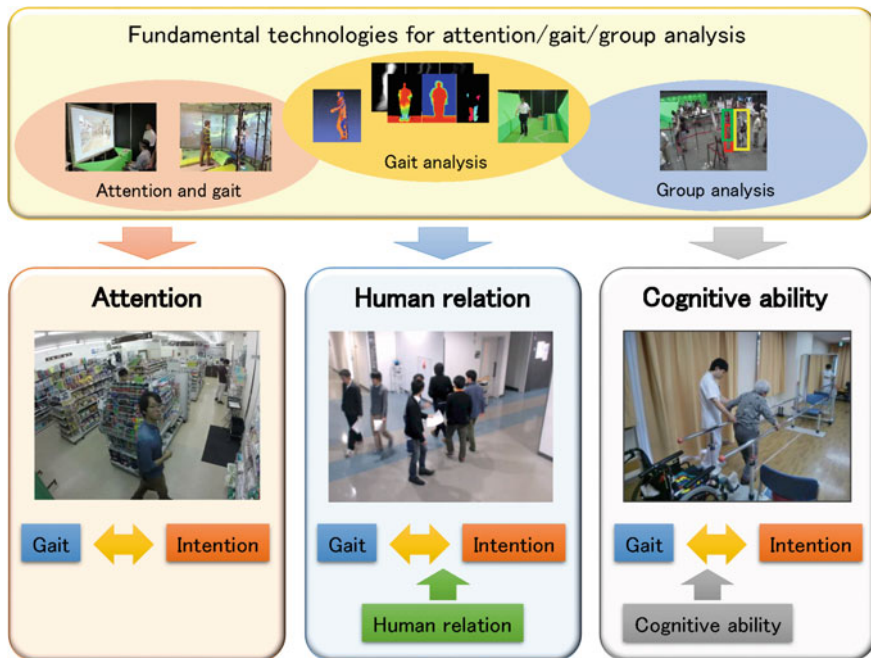 Fundamental technologies for attention/gait/group analysis
Attention and gait
Gait analysis
Group analysis
Attention
Human relation
Cognitive ability
Gait
Intention
Gait
Intention
Gait
Intention
Human relation
Cognitive ability